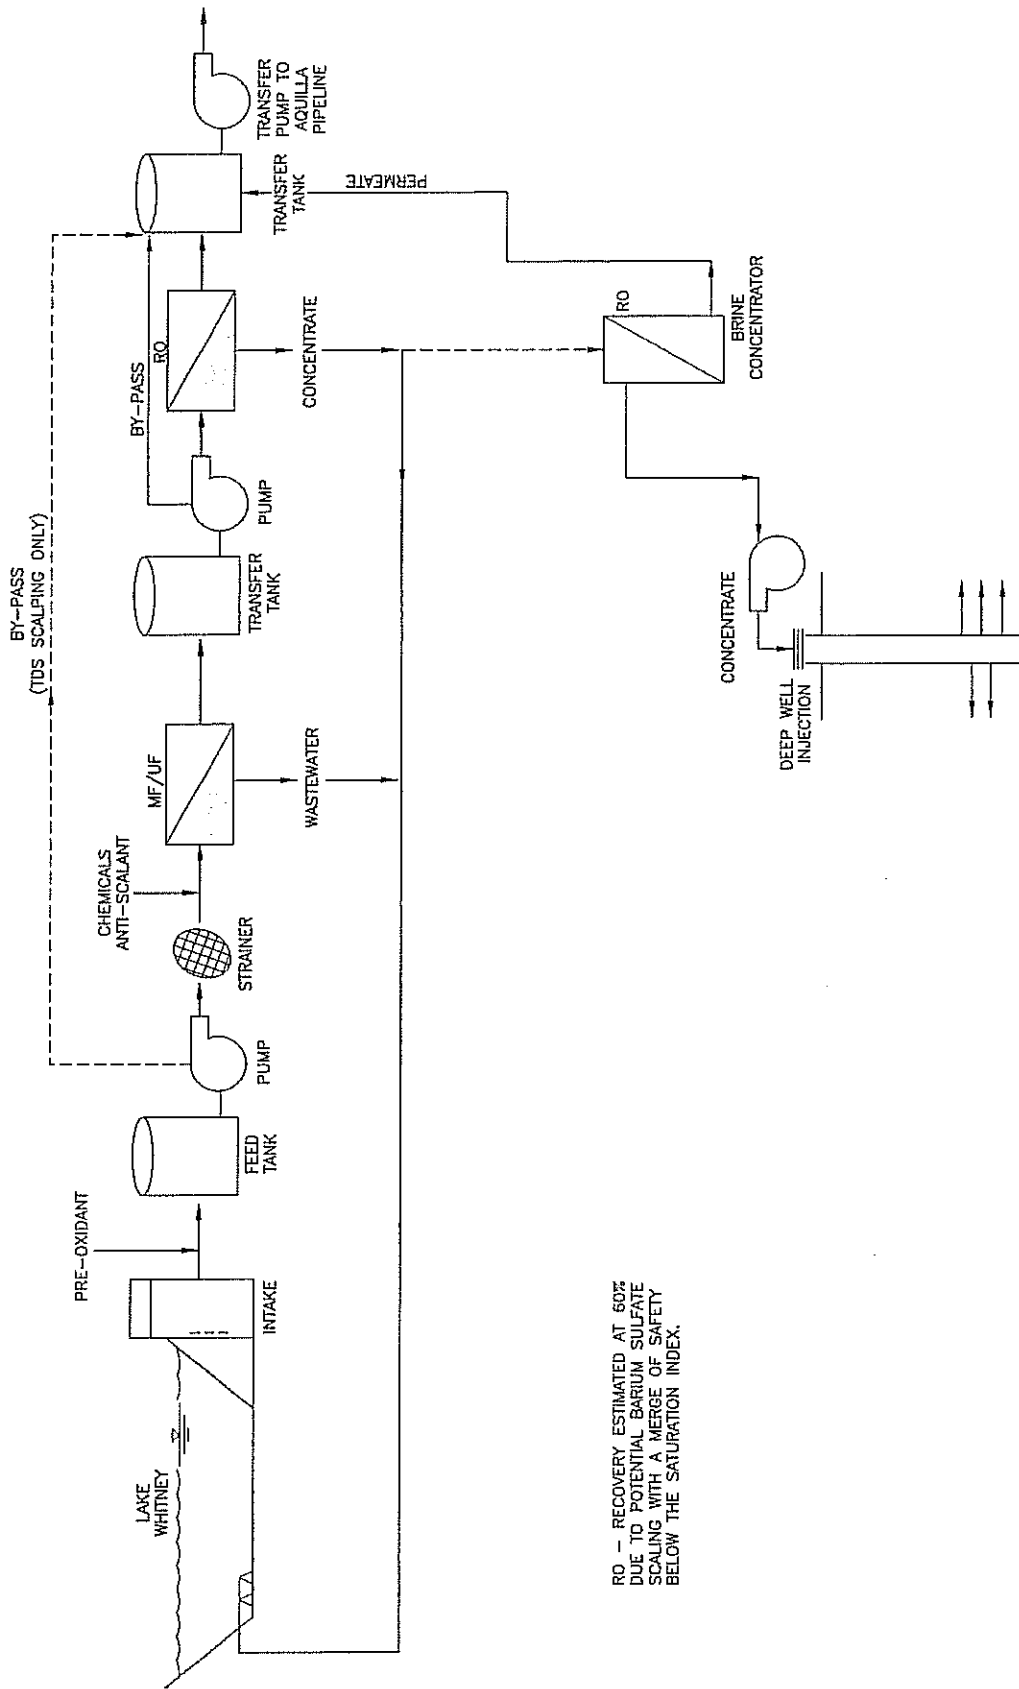 BY-PASS
(TDS SCALPING ONLY)
LAKE
WHITNEY
PRE-OXIDANT
INTAKE
FEED
TANK
PUMP
STRAINER
CHEMICALS
ANTI-SCALANT
MF/UF
WASTEWATER
TRANSFER
TANK
PUMP
BY-PASS
RO
CONCENTRATE
TRANSFER
TANK
TRANSFER
PUMP TO
AQUILLA
PIPELINE
PERMEATE
RO
BRINE
CONCENTRATOR
CONCENTRATE
DEEP WELL
INJECTION
RO - RECOVERY ESTIMATED AT 60%
DUE TO POTENTIAL BARIUM SULFATE
SCALING WITH A MERGE OF SAFETY
BELOW THE SATURATION INDEX.